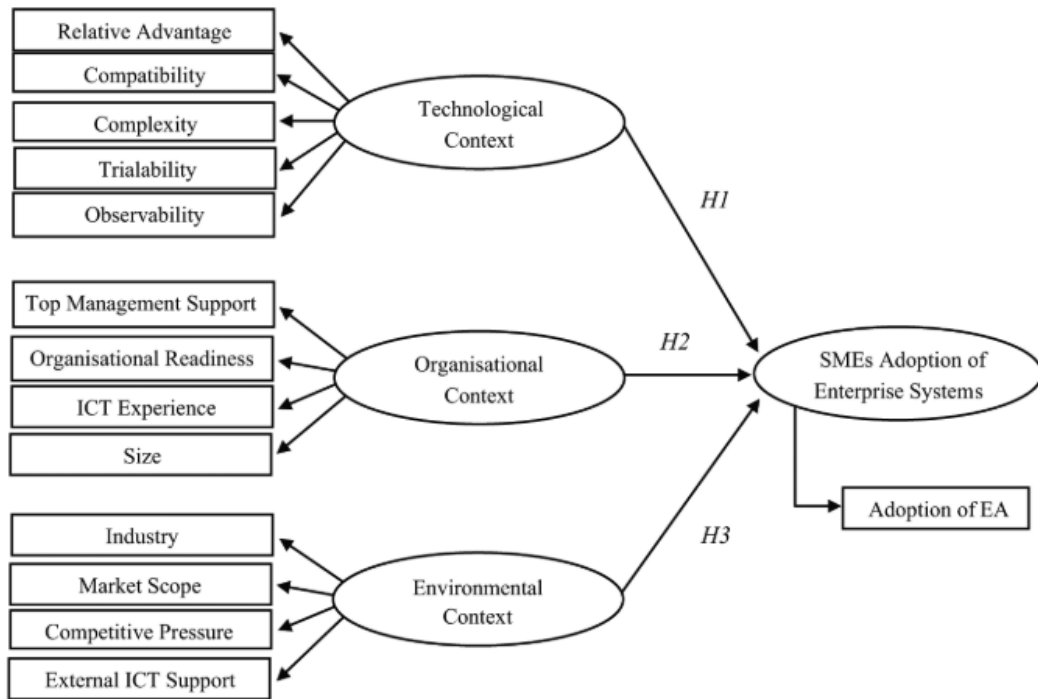 Relative Advantage
Compatibility
Complexity
Trialability
Observability
Technological
Context
H1
Top Management Support
Organisational Readiness
ICT Experience
Size
Organisational
Context
H2
SMEs Adoption of
Enterprise Systems
Adoption of EA
Industry
Market Scope
Competitive Pressure
External ICT Support
Environmental
Context
H3